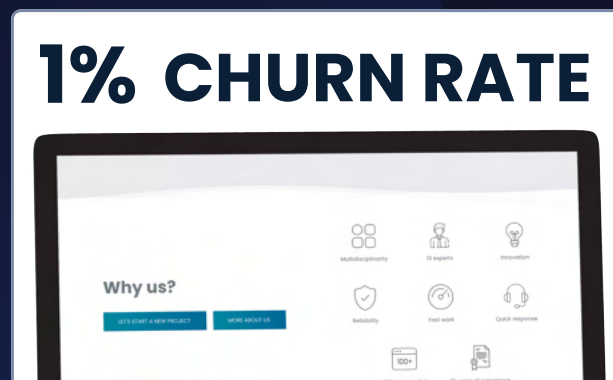 1% CHURN RATE
Why us?
LET'S START A NEW PROJECT
MORE ABOUT US
Multidisciplinarity
13 experts
Innovation
Reliability
Fast work
Quick response
100+